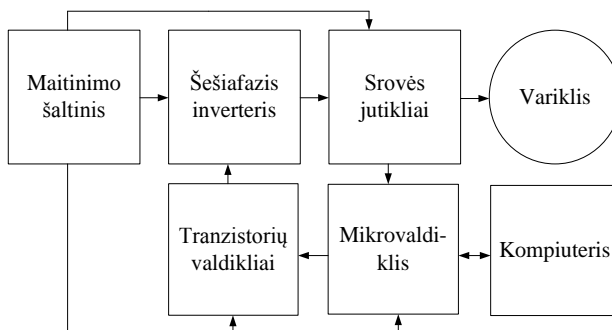 Maitinimo
šaltinis
Šešiafazis
inverteris
Srovės
jutikliai
Variklis
Tranzistorių
valdikliai
Mikrovaldi-
klis
Kompiuteris